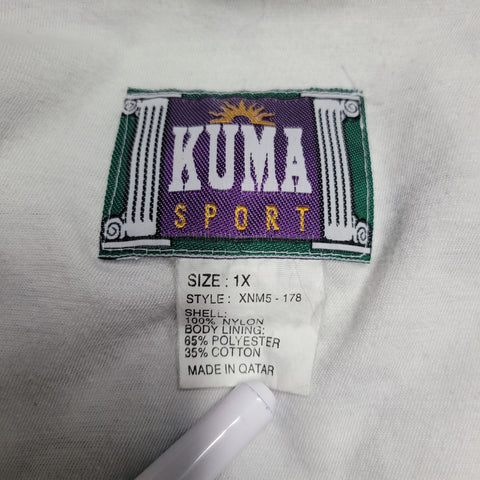 KUMA
SPORT
SIZE : 1X
STYLE : XNM5 - 178
SHELL:
100% NYLON
BODY LINING:
65% POLYESTER
35% COTTON
MADE IN QATAR